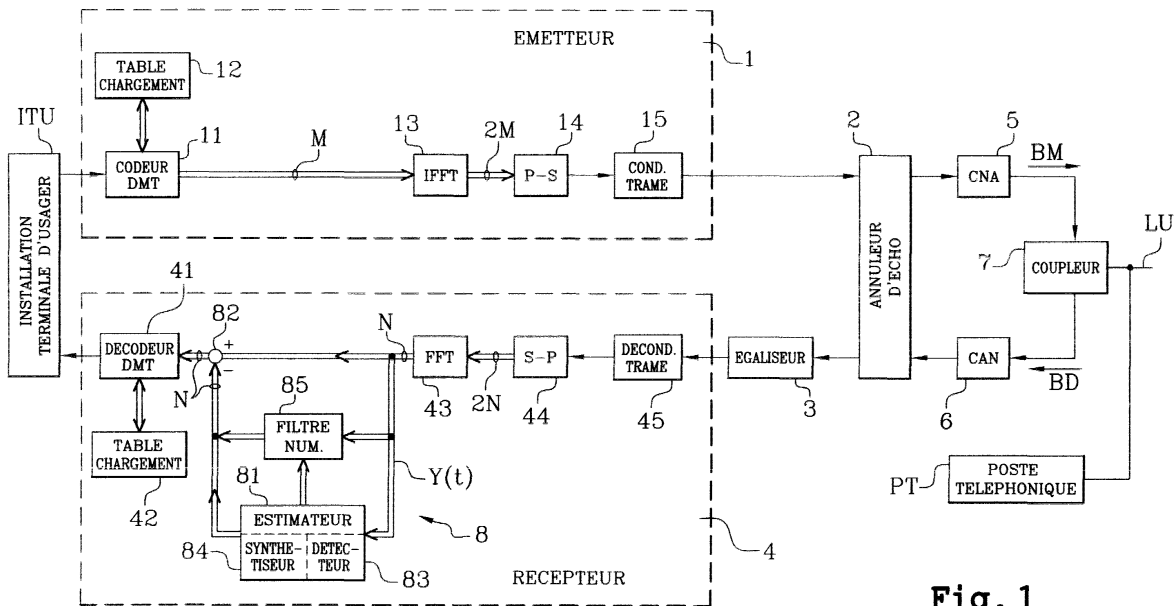 EMETTEUR
1
TABLE
CHARGEMENT
12
ITU
11
CODEUR
DMT
M
13
IFFT
2M
14
P-S
15
COND.
TRAME
2
ANNULEUR
D'ECHO
5
CNA
BM
LU
7
COUPLEUR
INSTALLATION
TERMINALE D'USAGER
41
DECODEUR
DMT
82
+
-
N
N
FFT
43
2N
S-P
44
DECOND.
TRAME
45
EGALISEUR
3
CAN
6
BD
85
FILTRE
NUM.
TABLE
CHARGEMENT
42
81
Y(t)
ESTIMATEUR
SYNTHE-
TISEUR
DETEC-
TEUR
84
83
8
4
RECEPTEUR
PT
POSTE
TELEPHONIQUE
Fig. 1